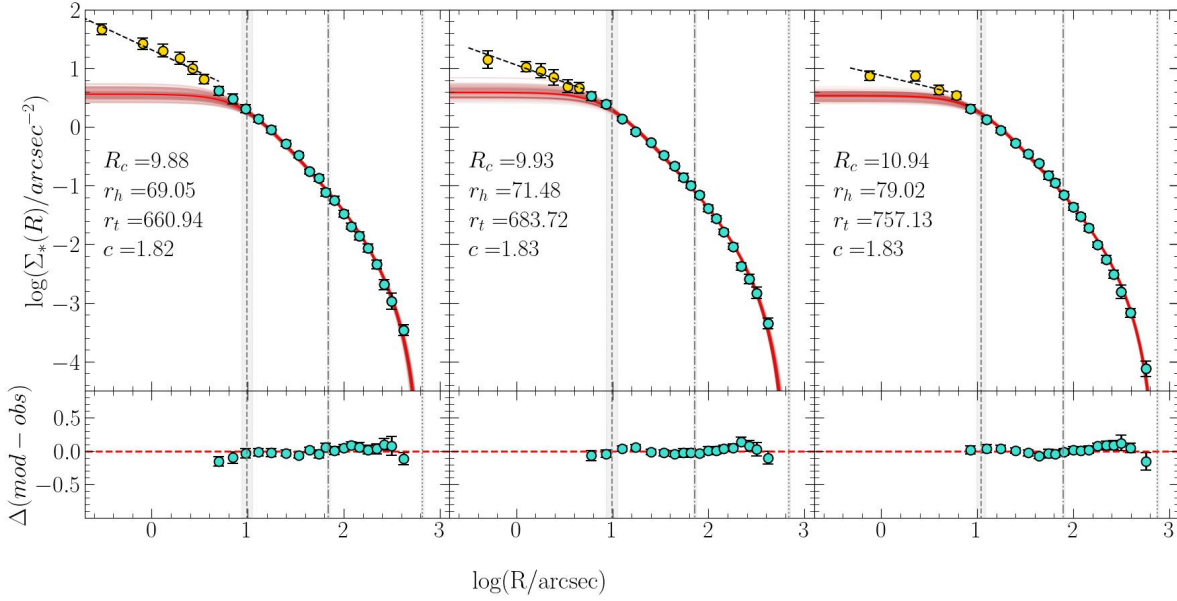 2
1
0
−1
−2
−3
−4
log(Σ∗(R)/arcsec⁻²)
R_c =9.88
r_h =69.05
r_t =660.94
c =1.82
R_c =9.93
r_h =71.48
r_t =683.72
c =1.83
R_c =10.94
r_h =79.02
r_t =757.13
c =1.83
0.5
0.0
−0.5
Δ(mod − obs)
0 1 2 3 0 1 2 3 0 1 2 3
log(R/arcsec)